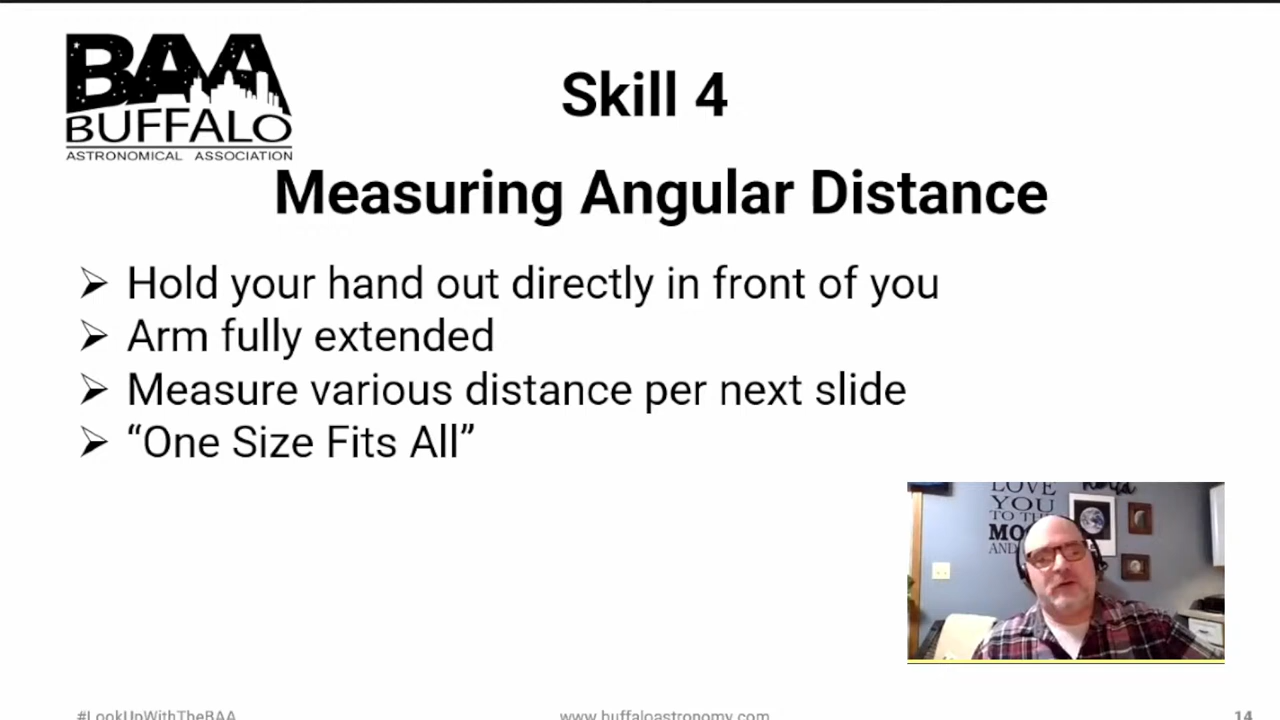 BAA
BUFFALO
ASTRONOMICAL ASSOCIATION
Skill 4
Measuring Angular Distance
Hold your hand out directly in front of you
Arm fully extended
Measure various distance per next slide
“One Size Fits All”
LOVE
YOU
TO
MOO
AND
#LookUpWithTheBAA
www.buffaloastronomy.com
14